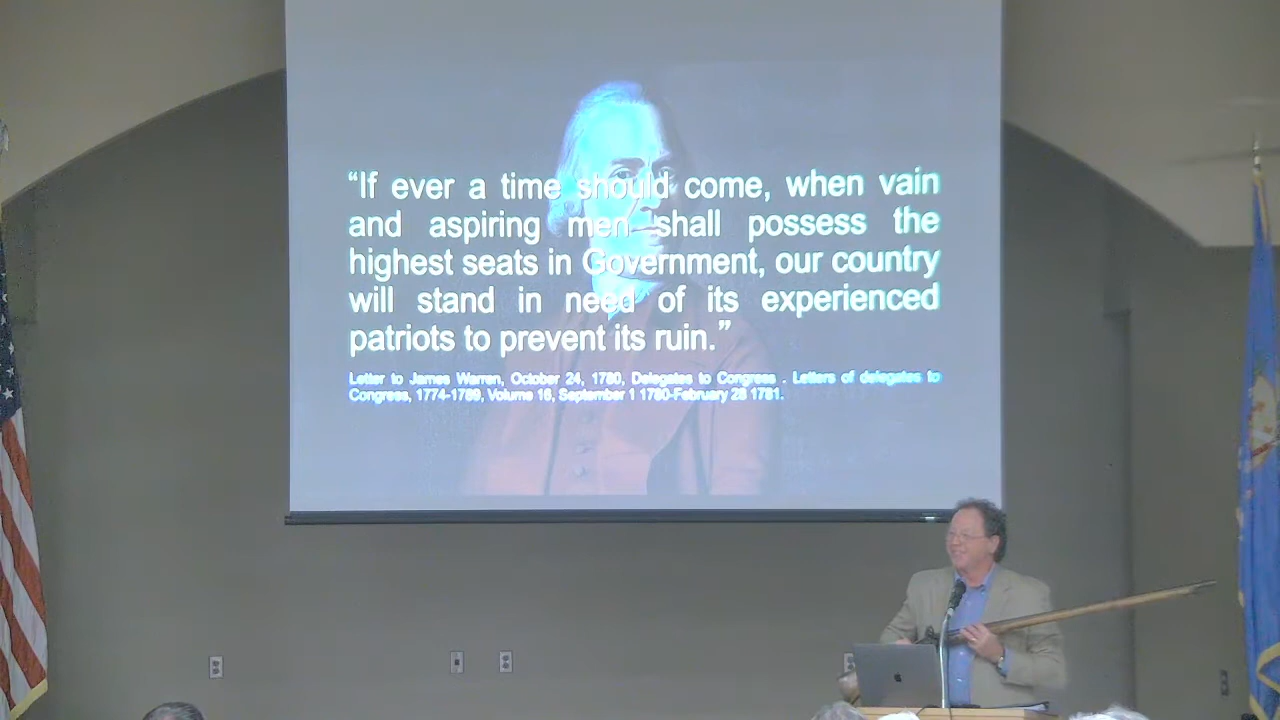 “If ever a time should come, when vain
and aspiring men shall possess the
highest seats in Government, our country
will stand in need of its experienced
patriots to prevent its ruin.”
Letter to James Warren, October 24, 1780, Delegates to Congress . Letters of delegates to
Congress, 1774-1789, Volume 16, September 1 1780-February 28 1781.